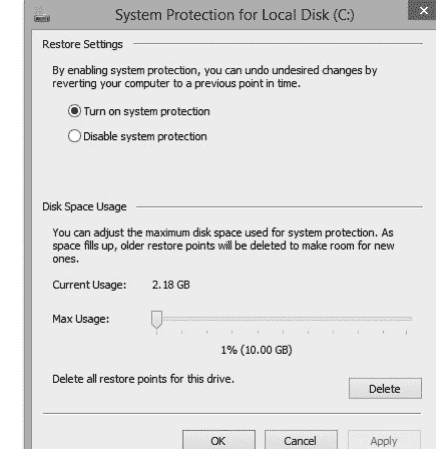 System Protection for Local Disk (C:)
Restore Settings
By enabling system protection, you can undo undesired changes by
reverting your computer to a previous point in time.
Turn on system protection
Disable system protection
Disk Space Usage
You can adjust the maximum disk space used for system protection. As
space fills up, older restore points will be deleted to make room for new
ones.
Current Usage: 2.18 GB
Max Usage:
1% (10.00 GB)
Delete all restore points for this drive.
Delete
OK Cancel Apply